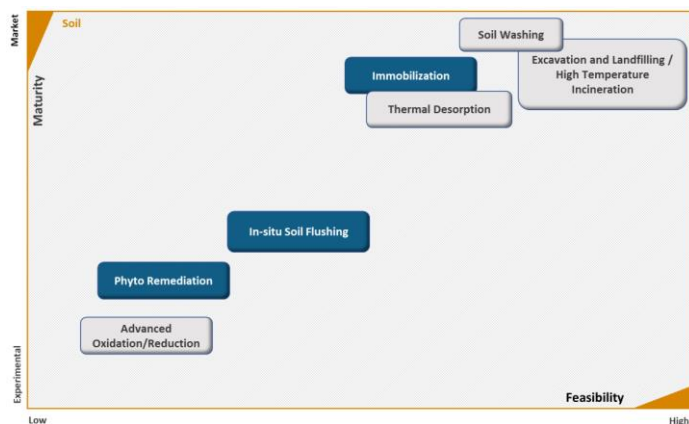 Market
Soil
Maturity
Soil Washing
Excavation and Landfilling /
High Temperature
Incineration
Immobilization
Thermal Desorption
In-situ Soil Flushing
Phyto Remediation
Advanced
Oxidation/Reduction
Experimental
Feasibility
Low
High